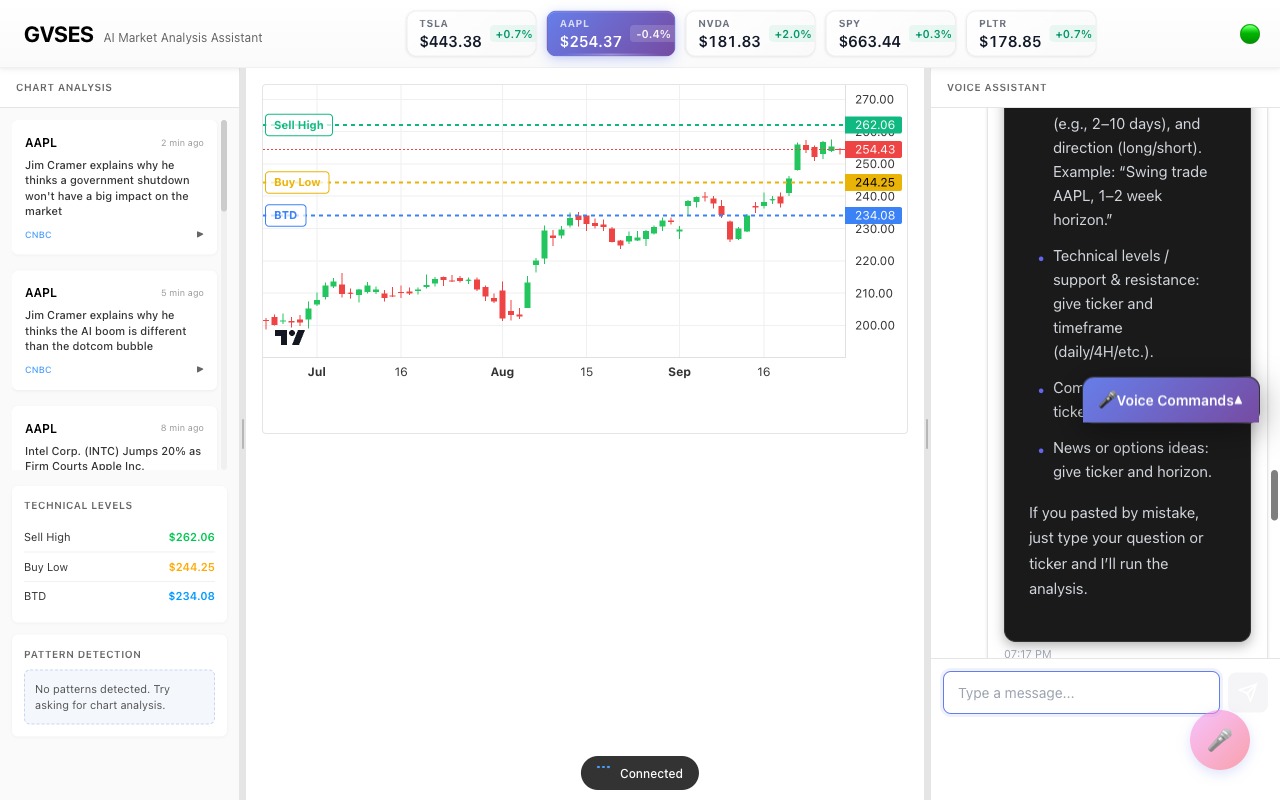 GVSES AI Market Analysis Assistant
TSLA
$443.38 +0.7%
AAPL
$254.37 -0.4%
NVDA
$181.83 +2.0%
SPY
$663.44 +0.3%
PLTR
$178.85 +0.7%
CHART ANALYSIS
AAPL 2 min ago
Jim Cramer explains why he
thinks a government shutdown
won't have a big impact on the
market
CNBC
AAPL 5 min ago
Jim Cramer explains why he
thinks the AI boom is different
than the dotcom bubble
CNBC
AAPL 8 min ago
Intel Corp. (INTC) Jumps 20% as
Firm Courts Apple Inc.
TECHNICAL LEVELS
Sell High $262.06
Buy Low $244.25
BTD $234.08
PATTERN DETECTION
No patterns detected. Try
asking for chart analysis.
270.00
Sell High 262.06
254.43
250.00
Buy Low 244.25
240.00
BTD 234.08
230.00
220.00
210.00
200.00
Jul 16 Aug 15 Sep 16
Connected
VOICE ASSISTANT
(e.g., 2–10 days), and
direction (long/short).
Example: “Swing trade
AAPL, 1–2 week
horizon.”
Technical levels /
support & resistance:
give ticker and
timeframe
(daily/4H/etc.).
Voice Commands
News or options ideas:
give ticker and horizon.
If you pasted by mistake,
just type your question or
ticker and I’ll run the
analysis.
07:17 PM
Type a message...